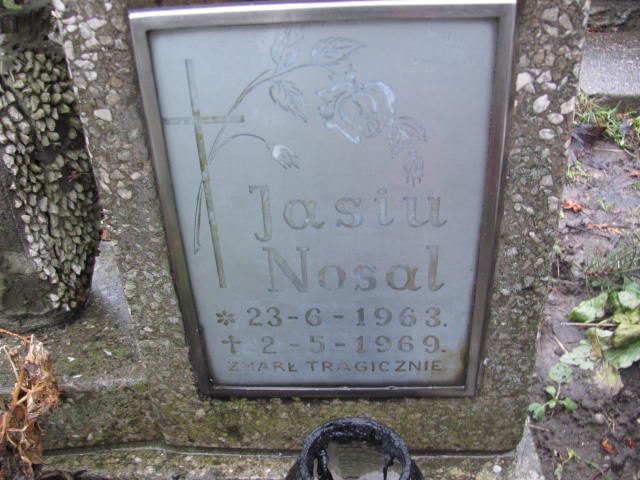 Jasiu
Nosal
* 23-6-1963.
† 2-5-1969.
ZMARŁ TRAGICZNIE